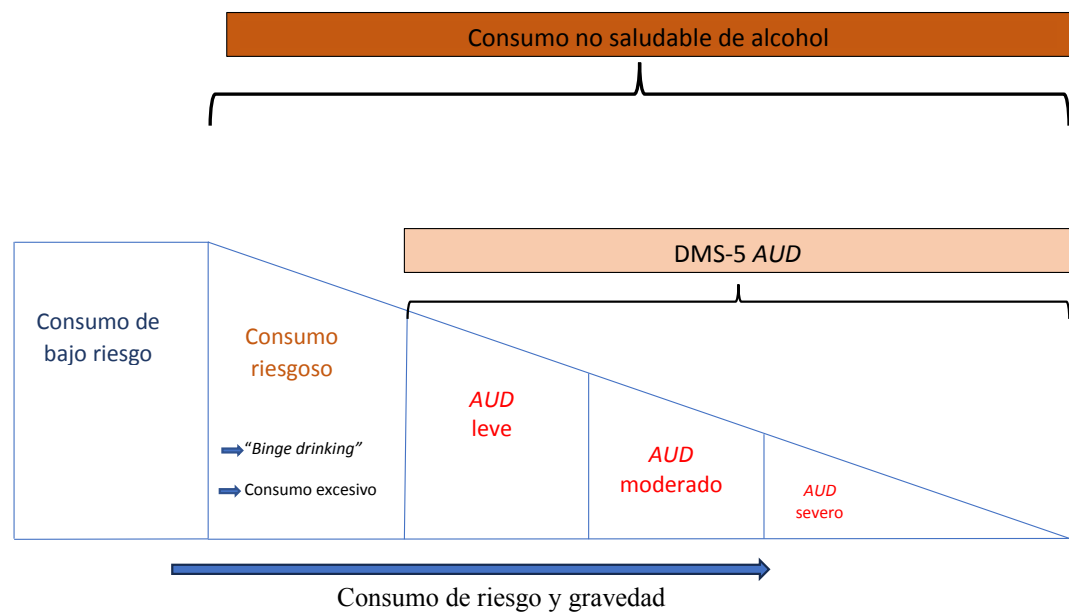 Consumo no saludable de alcohol
DMS-5 AUD
Consumo de
bajo riesgo
Consumo
riesgoso
“Binge drinking”
Consumo excesivo
AUD
leve
AUD
moderado
AUD
severo
Consumo de riesgo y gravedad